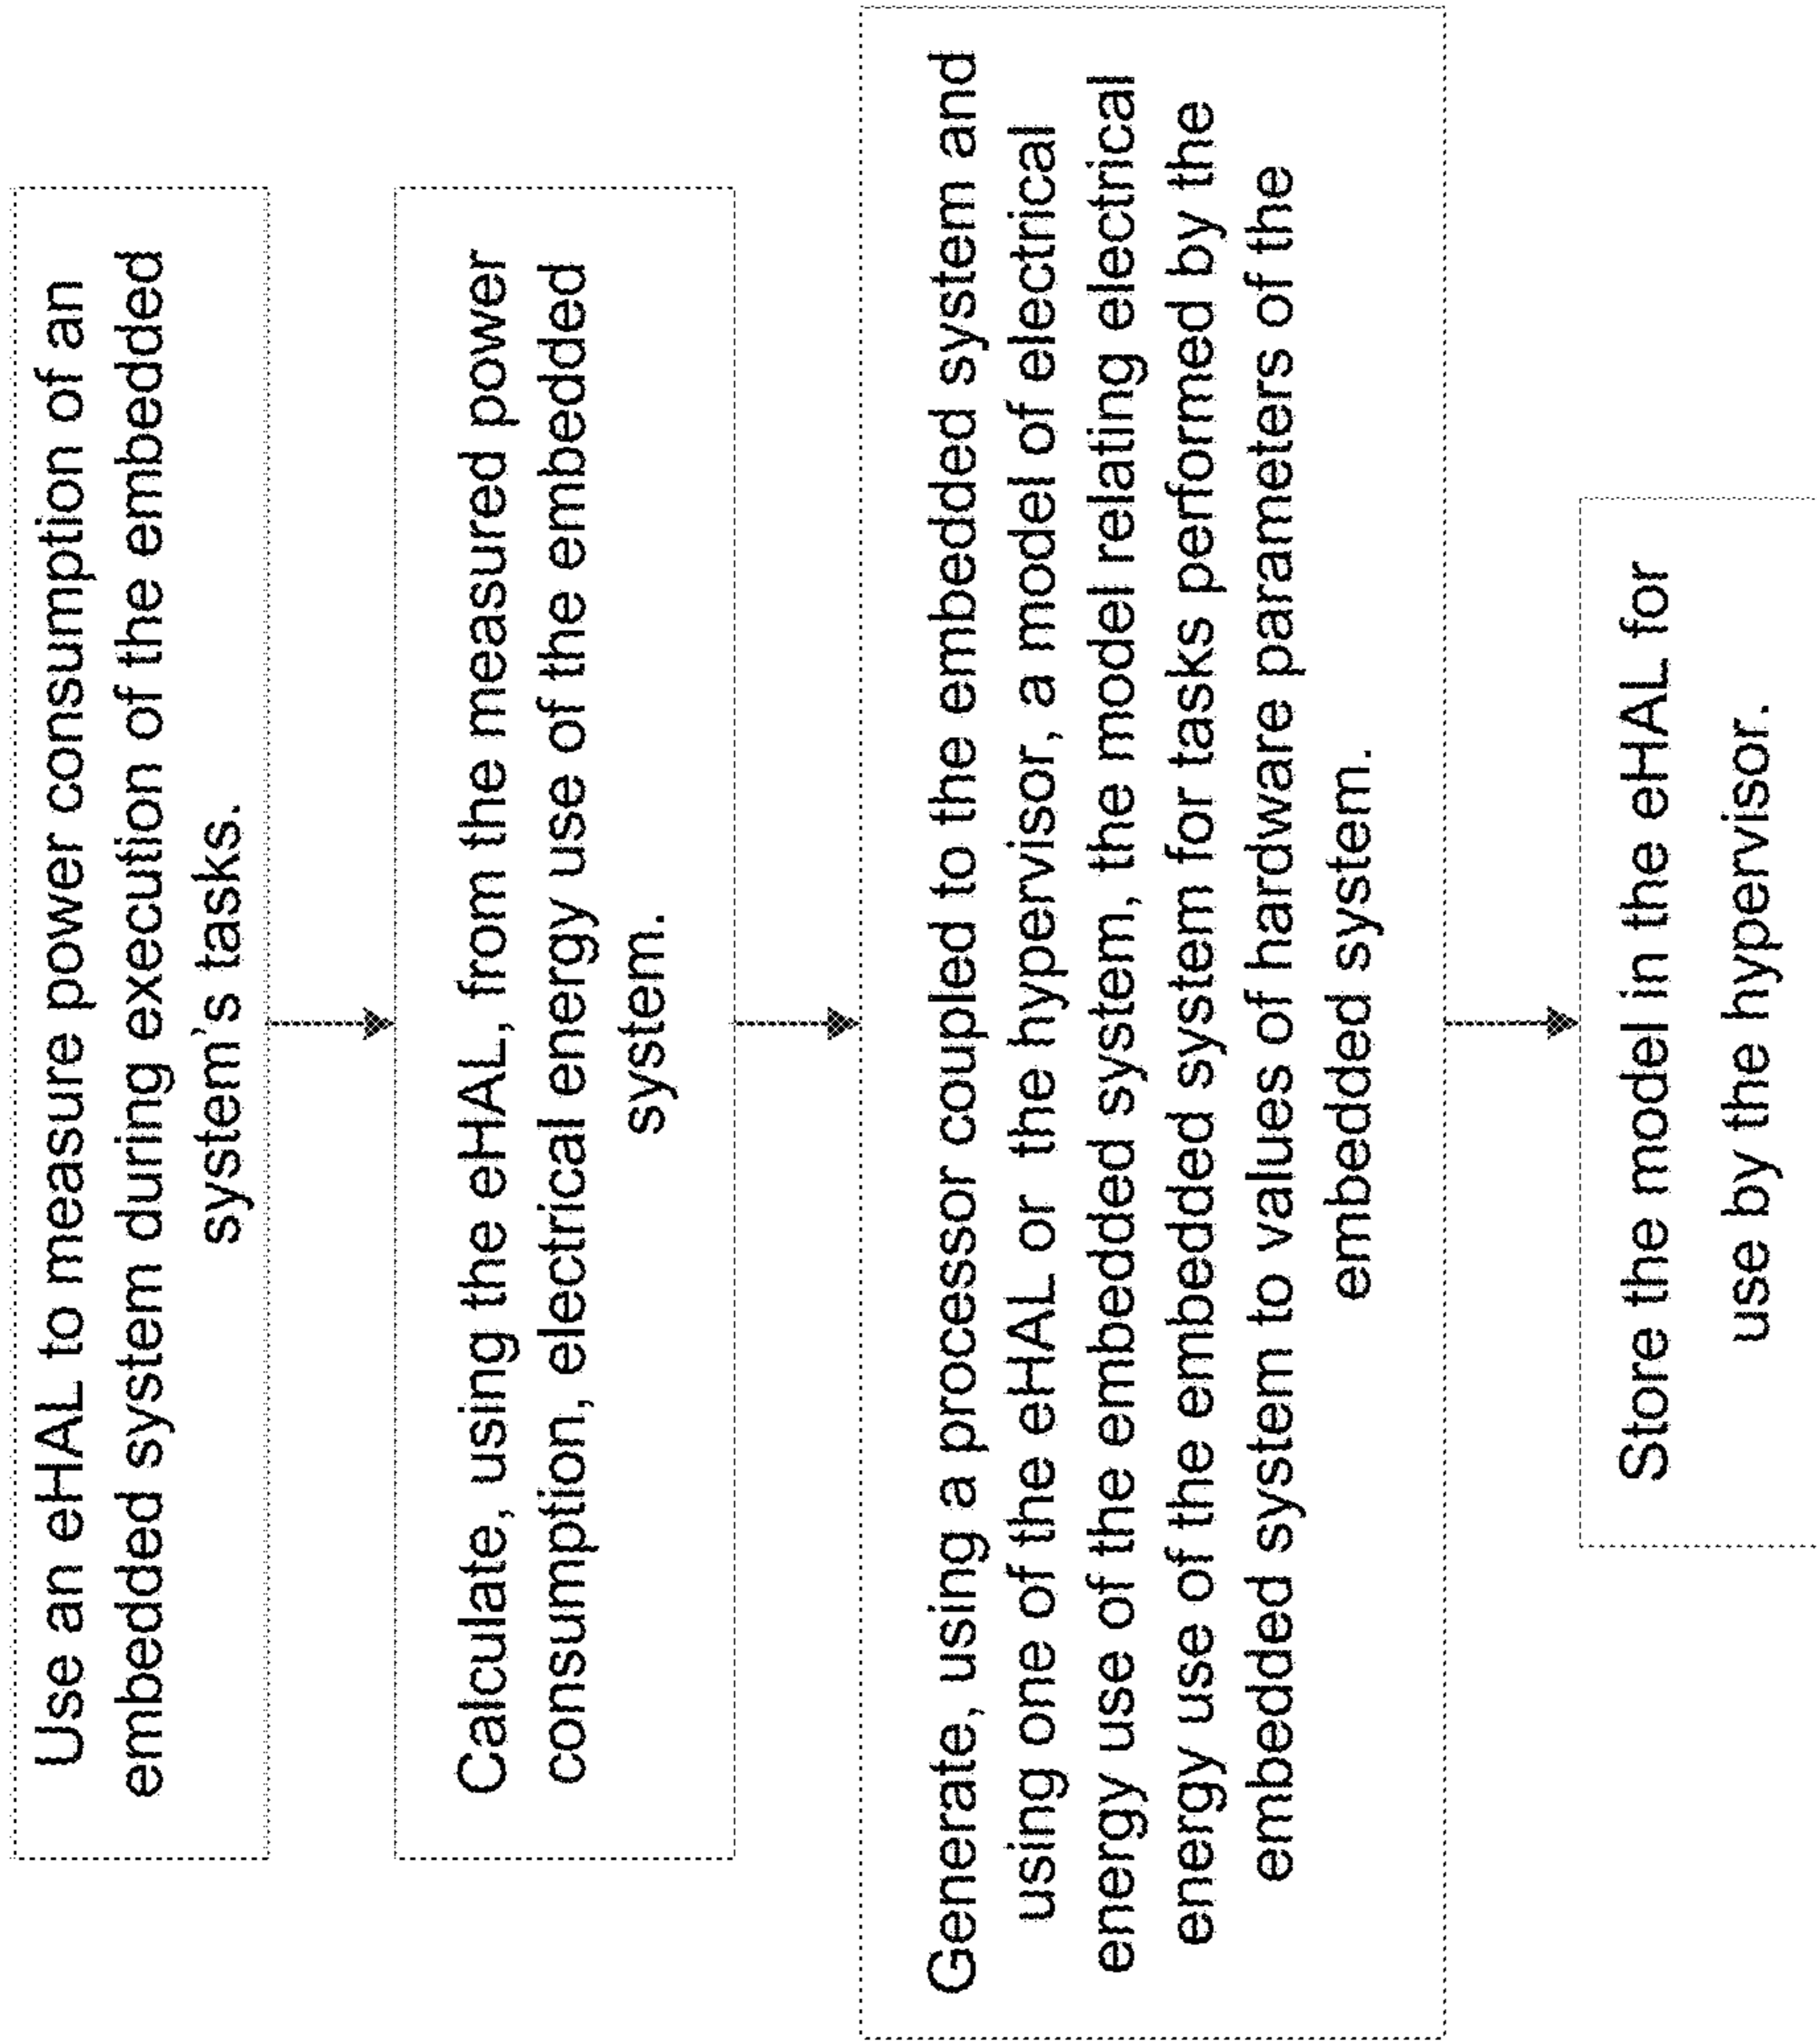 Use an eHAL to measure power consumption of an
embedded system during execution of the embedded
system's tasks.
Calculate, using the eHAL, from the measured power
consumption, electrical energy use of the embedded
system.
Generate, using a processor coupled to the embedded system and
using one of the eHAL or the hypervisor, a model of electrical
energy use of the embedded system, the model relating electrical
energy use of the embedded system for tasks performed by the
embedded system to values of hardware parameters of the
embedded system.
Store the model in the eHAL for
use by the hypervisor.